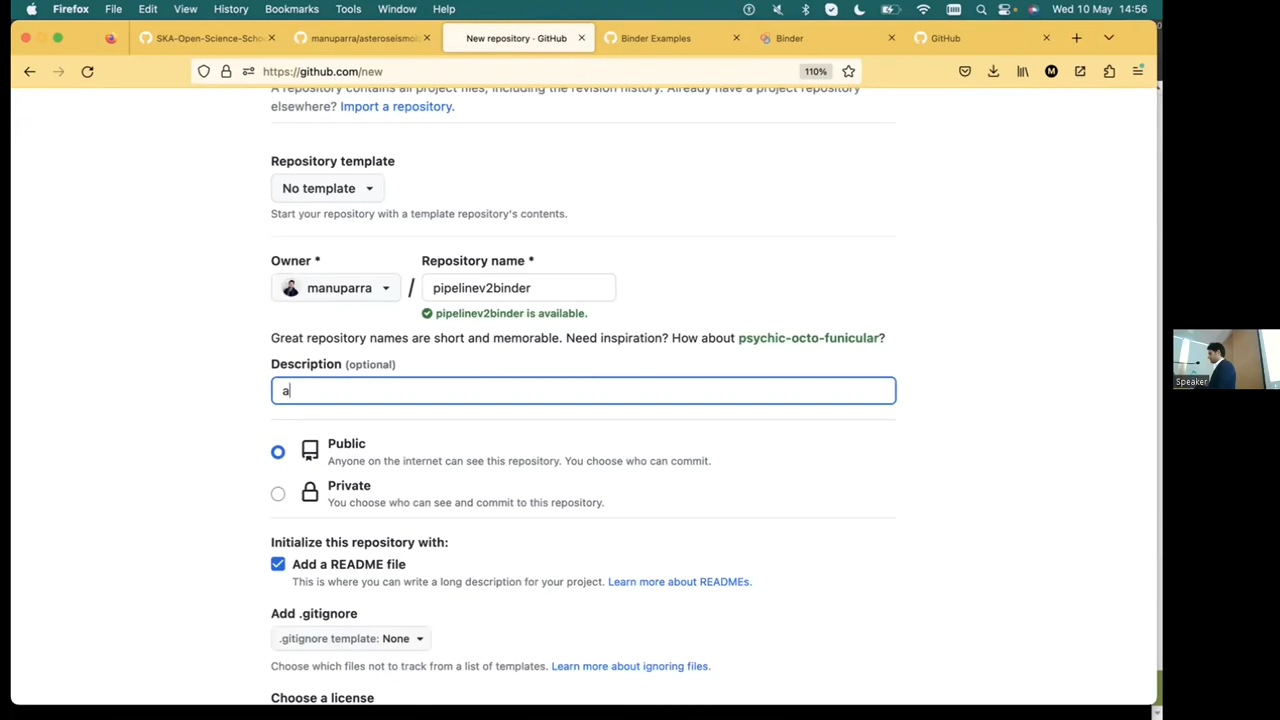 Firefox File Edit View History Bookmarks Tools Window Help Wed 10 May 14:56
SKA-Open-Science-Scho manuparra/asteroseismol New repository · GitHub Binder Examples Binder GitHub
https://github.com/new 110%
A repository contains all project files, including the revision history. Already have a project repository
elsewhere? Import a repository.
Repository template
No template
Start your repository with a template repository's contents.
Owner * Repository name *
manuparra / pipelinev2binder
pipelinev2binder is available.
Great repository names are short and memorable. Need inspiration? How about psychic-octo-funicular?
Description (optional)
a
Public
Anyone on the internet can see this repository. You choose who can commit.
Private
You choose who can see and commit to this repository.
Speaker
Initialize this repository with:
Add a README file
This is where you can write a long description for your project. Learn more about READMEs.
Add .gitignore
.gitignore template: None
Choose which files not to track from a list of templates. Learn more about ignoring files.
Choose a license